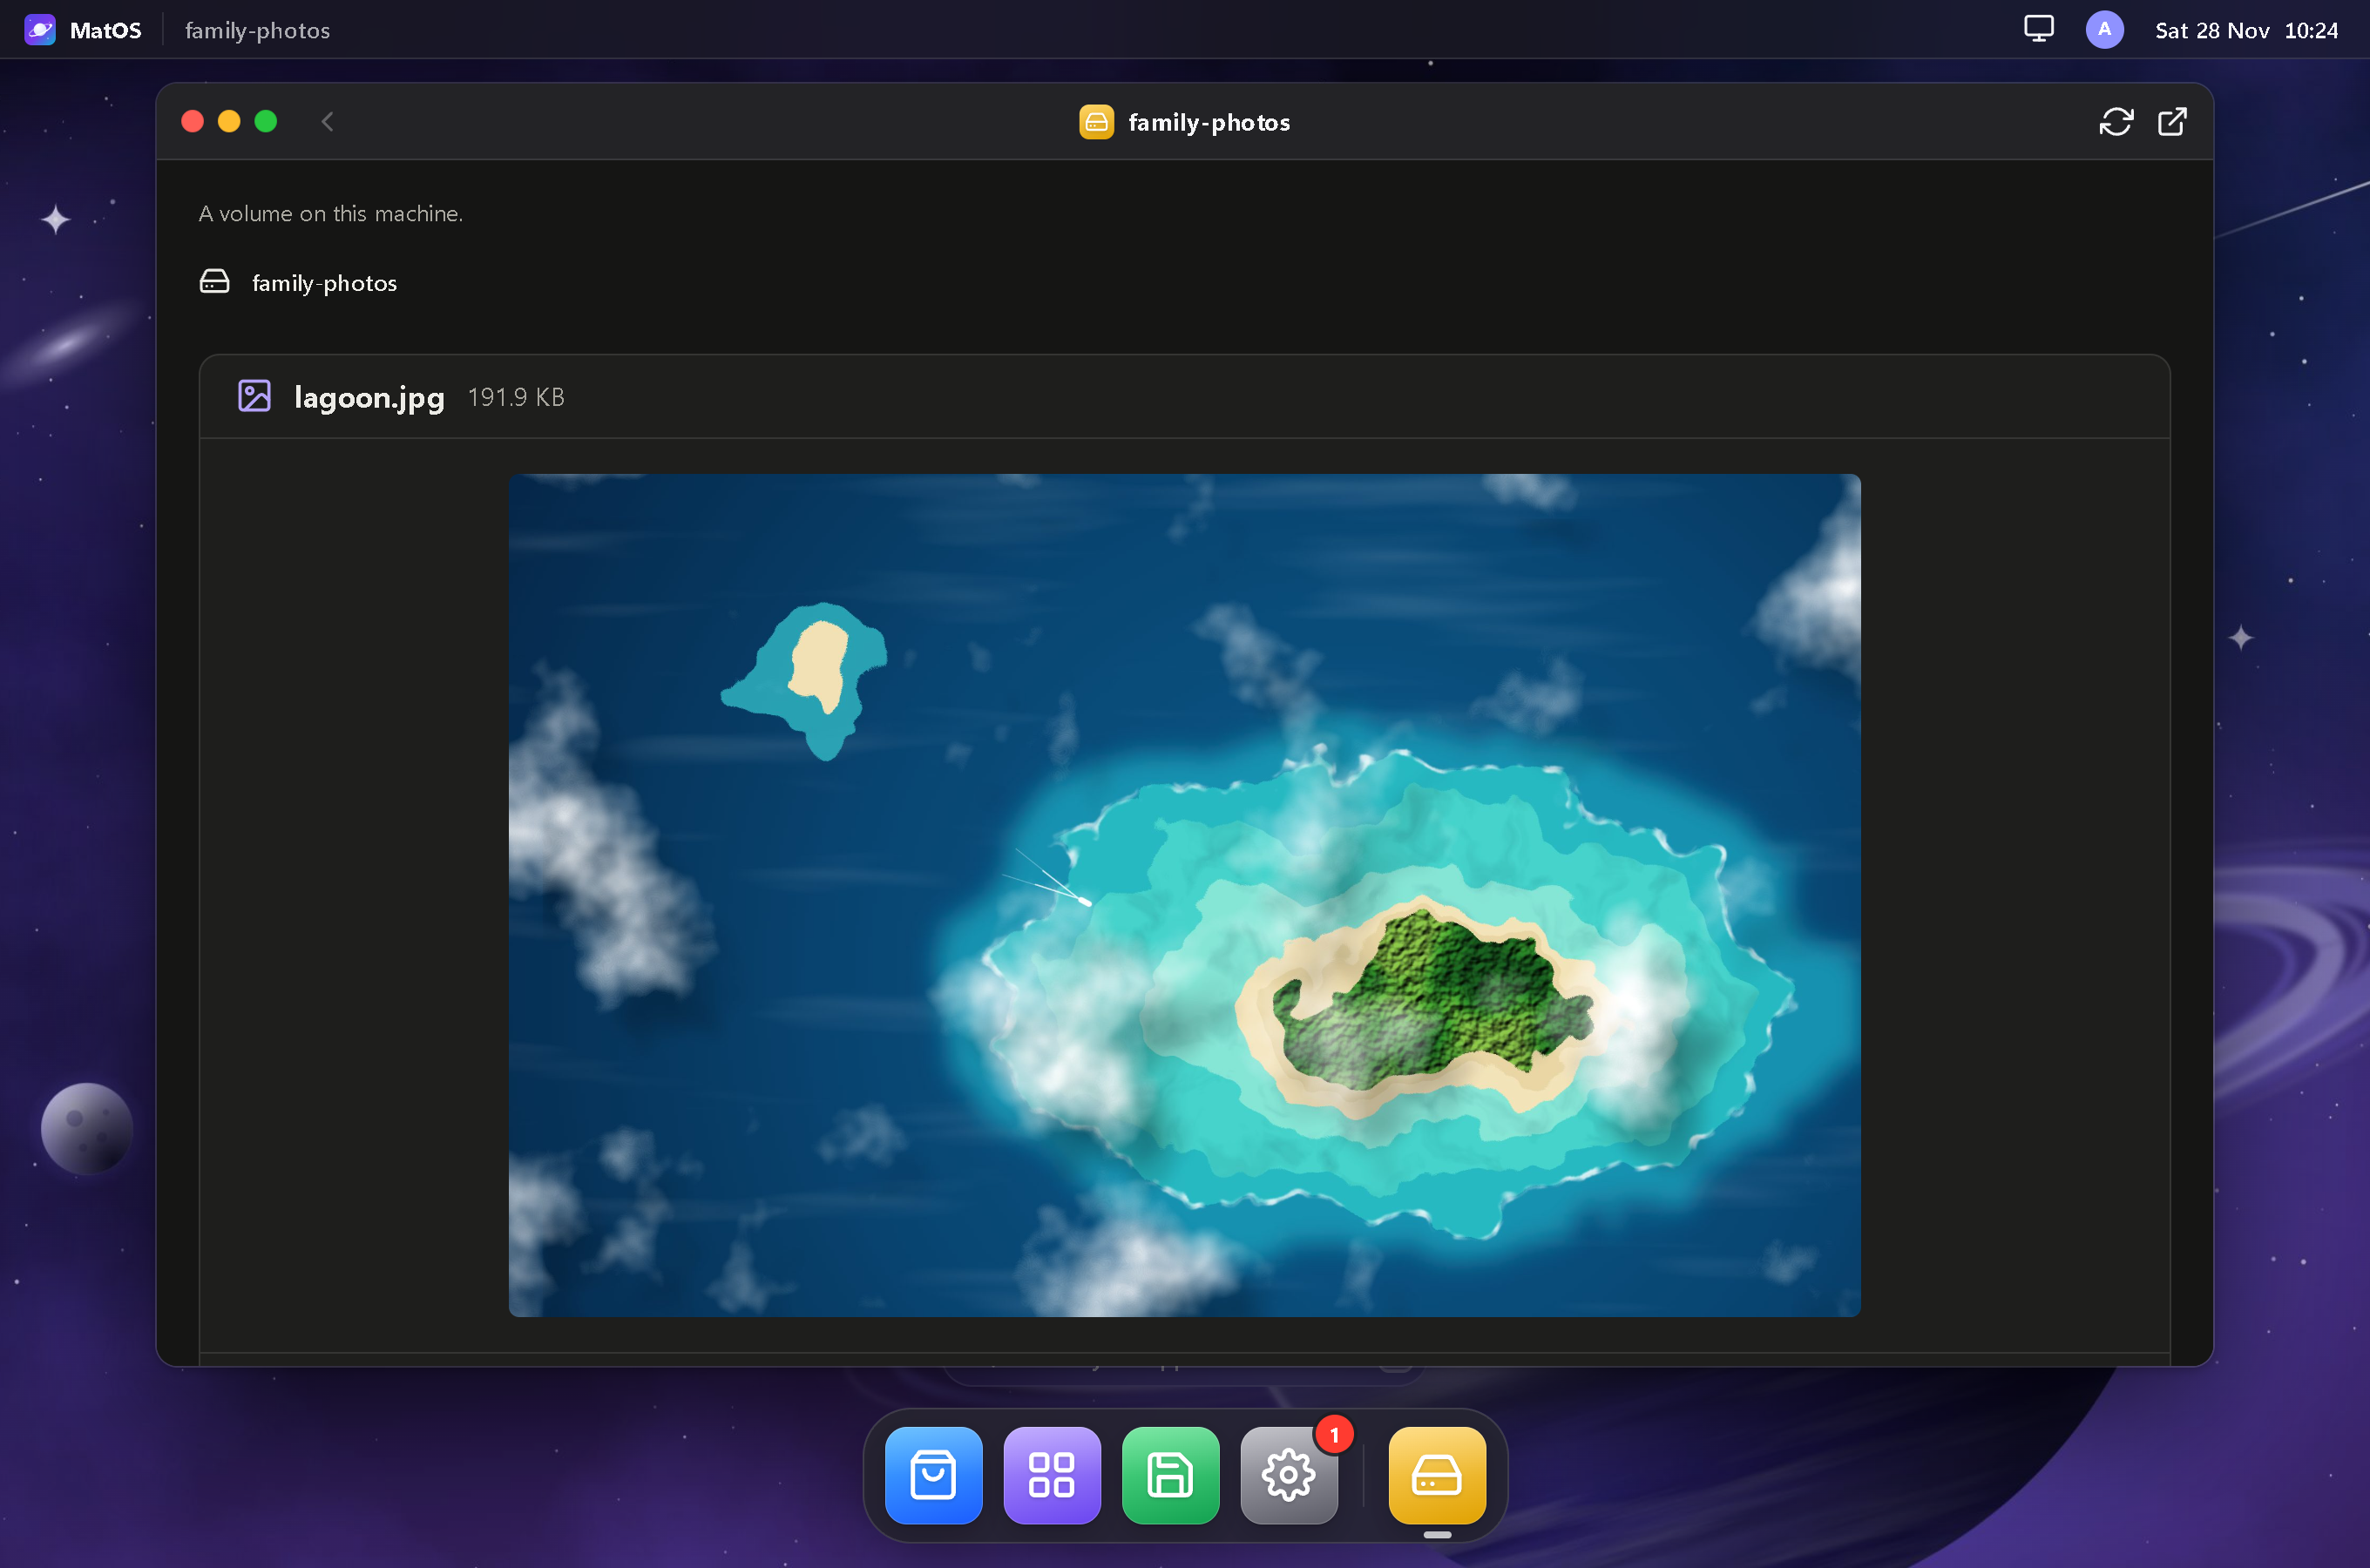 MatOS family-photos A Sat 28 Nov 10:24
family-photos
A volume on this machine.
family-photos
lagoon.jpg 191.9 KB
1